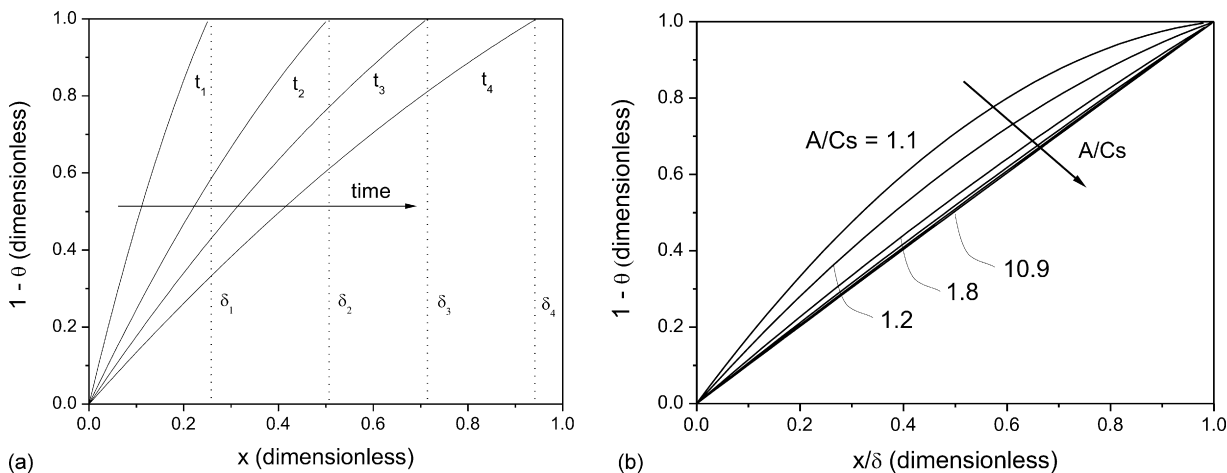 1.0
0.8
0.6
0.4
0.2
0.0
1 - θ (dimensionless)
t1
t2
t3
t4
time
δ1
δ2
δ3
δ4
0.0 0.2 0.4 0.6 0.8 1.0
x (dimensionless)
(a)
1.0
0.8
0.6
0.4
0.2
0.0
1 - θ (dimensionless)
A/Cs = 1.1
A/Cs
10.9
1.8
1.2
0.0 0.2 0.4 0.6 0.8 1.0
x/δ (dimensionless)
(b)